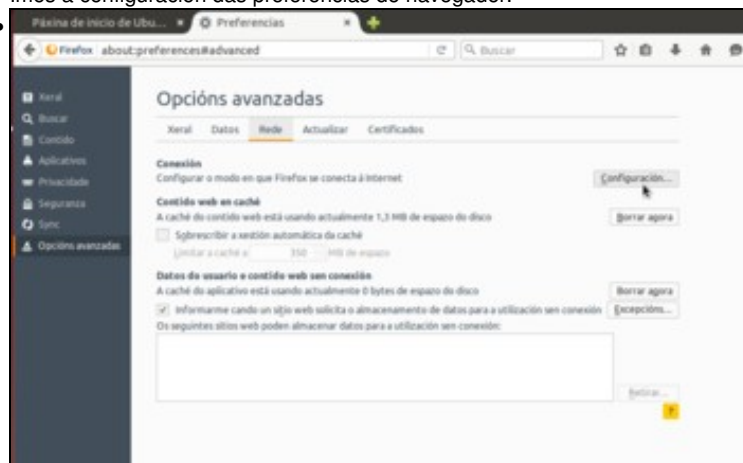 imos á configuración das preferencias do navegador:
Páxina de inicio de Ubu...
Preferencias
Firefox about:preferences#advanced
Buscar
Xeral
Buscar
Contido
Aplicativos
Privacidade
Seguranza
Sync
Opcións avanzadas
Opcións avanzadas
Xeral Datos Rede Actualizar Certificados
Conexión
Configurar o modo en que Firefox se conecta á Internet
Configuración...
Contido web en caché
A caché do contido web está usando actualmente 1,3 MB de espazo do disco
Borrar agora
Sobrescribir a xestión automática da caché
Limitar a caché a 350 MB de espazo
Datos de usuario e contido web sen conexión
A caché do aplicativo está usando actualmente 0 bytes de espazo do disco
Borrar agora
Informarme cando un sitio web solicita o almacenamento de datos para a utilización sen conexión
Excepcións...
Os seguintes sitios web poden almacenar datos para a utilización sen conexión:
Retirar...
?